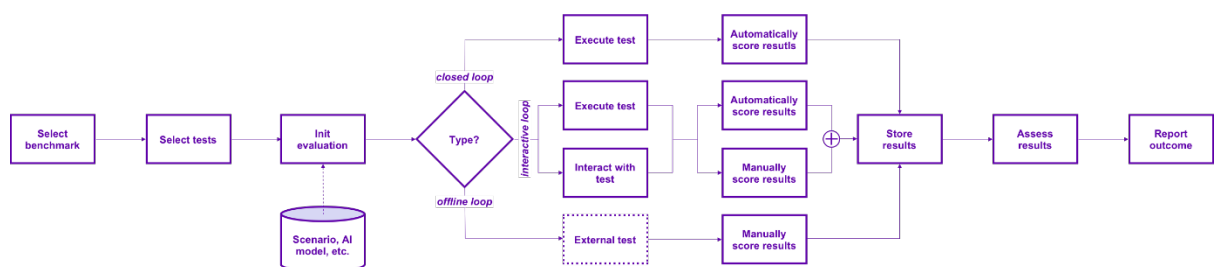 Select
benchmark
Select tests
Init
evaluation
Scenario, AI
model, etc.
Type?
closed loop
interactive loop
offline loop
Execute test
Automatically
score resutls
Execute test
Automatically
score results
Interact with
test
Manually
score results
External test
Manually
score results
Store
results
Assess
results
Report
outcome